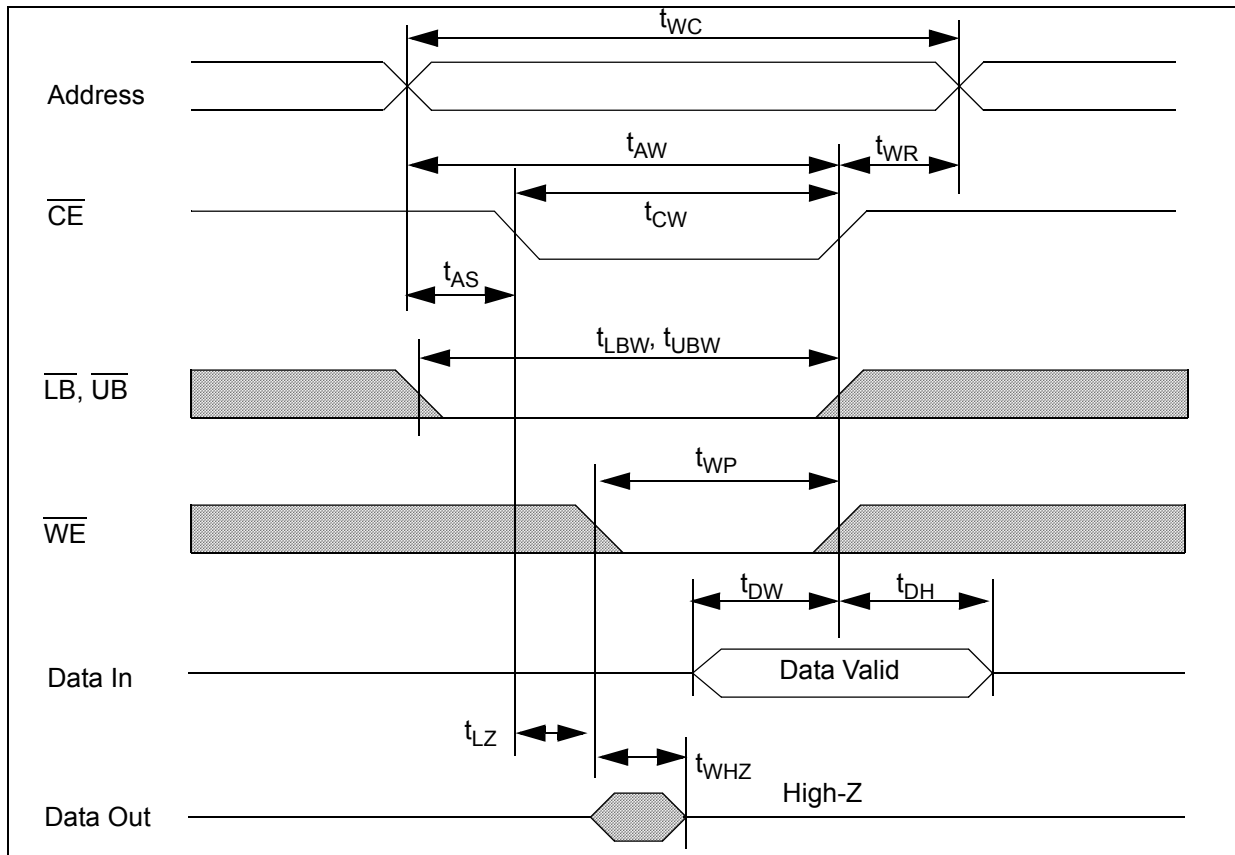 tWC
Address
tAW
tWR
CE
tCW
tAS
tLBW, tUBW
LB, UB
tWP
WE
tDW
tDH
Data In
Data Valid
tLZ
tWHZ
High-Z
Data Out